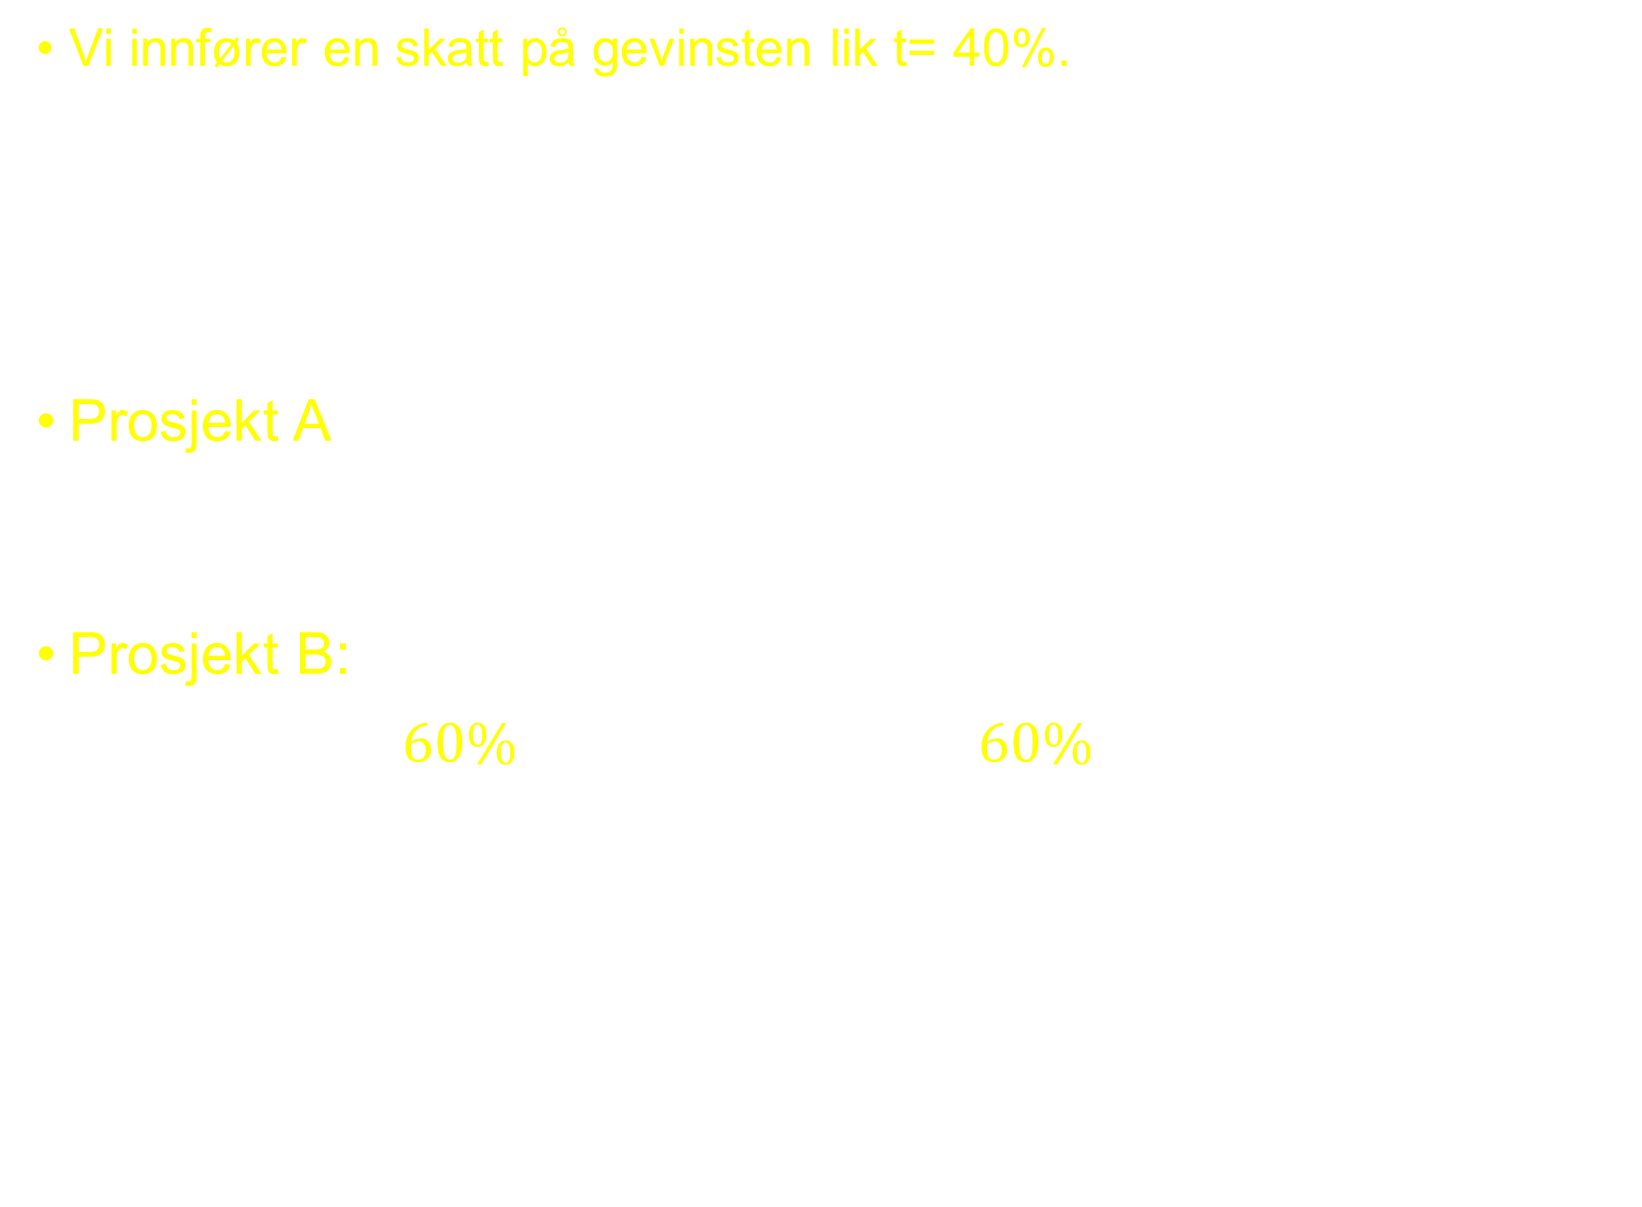 • Vi innfører en skatt på gevinsten lik t= 40%.
• Prosjekt A
• Prosjekt B:
60% 60%